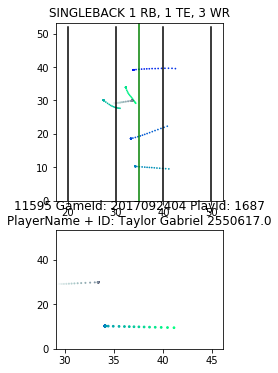 SINGLEBACK 1 RB, 1 TE, 3 WR
50
40
30
20
10
0
20 30 40 50
11595 GameId: 2017092404 PlayId: 1687
PlayerName + ID: Taylor Gabriel 2550617.0
40
20
0
30 35 40 45